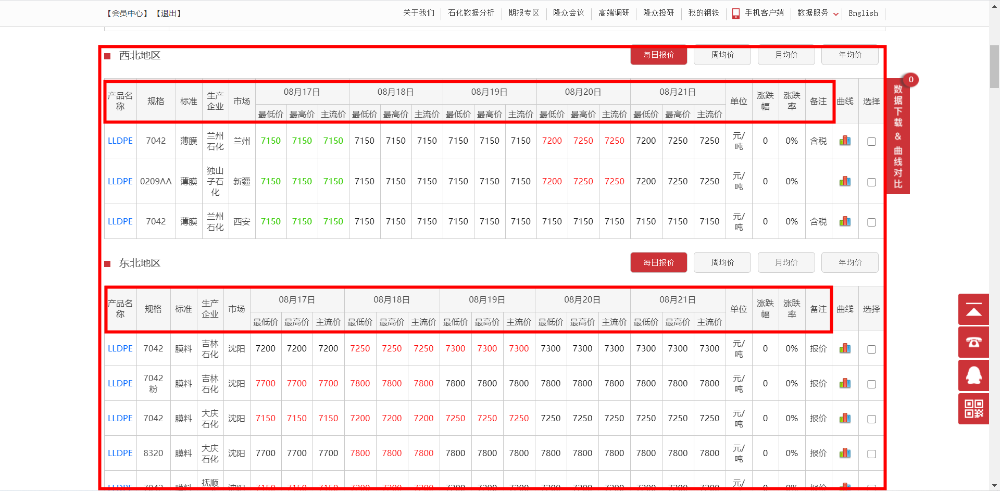 【会员中心】 【退出】 关于我们 石化数据分析 期报专区 隆众会议 高端调研 隆众投研 我的钢铁 手机客户端 数据服务 English
西北地区 每日报价 周均价 月均价 年均价
产品名称 规格 标准 生产企业 市场 08月17日 08月18日 08月19日 08月20日 08月21日 单位 涨跌幅 涨跌率 备注 曲线 选择
最低价 最高价 主流价 最低价 最高价 主流价 最低价 最高价 主流价 最低价 最高价 主流价 最低价 最高价 主流价
LLDPE 7042 薄膜 兰州石化 兰州 7150 7150 7150 7150 7150 7150 7150 7150 7150 7200 7250 7250 7200 7250 7250 元/吨 0 0% 含税
LLDPE 0209AA 薄膜 独山子石化 新疆 7150 7150 7150 7150 7150 7150 7150 7150 7150 7200 7250 7250 7200 7250 7250 元/吨 0 0%
LLDPE 7042 薄膜 兰州石化 西安 7150 7150 7150 7150 7150 7150 7150 7150 7150 7150 7150 7150 7150 7150 7150 元/吨 0 0% 含税
东北地区 每日报价 周均价 月均价 年均价
产品名称 规格 标准 生产企业 市场 08月17日 08月18日 08月19日 08月20日 08月21日 单位 涨跌幅 涨跌率 备注 曲线 选择
最低价 最高价 主流价 最低价 最高价 主流价 最低价 最高价 主流价 最低价 最高价 主流价 最低价 最高价 主流价
LLDPE 7042 膜料 吉林石化 沈阳 7200 7200 7200 7250 7250 7250 7300 7300 7300 7300 7300 7300 7300 7300 7300 元/吨 0 0% 报价
LLDPE 7042粉 膜料 吉林石化 沈阳 7700 7700 7700 7800 7800 7800 7800 7800 7800 7800 7800 7800 7800 7800 7800 元/吨 0 0% 报价
LLDPE 7042 膜料 大庆石化 沈阳 7150 7150 7150 7200 7200 7200 7250 7250 7250 7250 7250 7250 7250 7250 7250 元/吨 0 0% 报价
LLDPE 8320 膜料 大庆石化 沈阳 7700 7700 7700 7800 7800 7800 7800 7800 7800 7800 7800 7800 7800 7800 7800 元/吨 0 0% 报价
LLDPE 7042 膜料 抚顺 沈阳 7150 7150 7150 7200 7200 7200 7200 7200 7200 7200 7200 7200 7200 7200 7200 元/ 0 0% 报价
0
数据下载 & 曲线对比